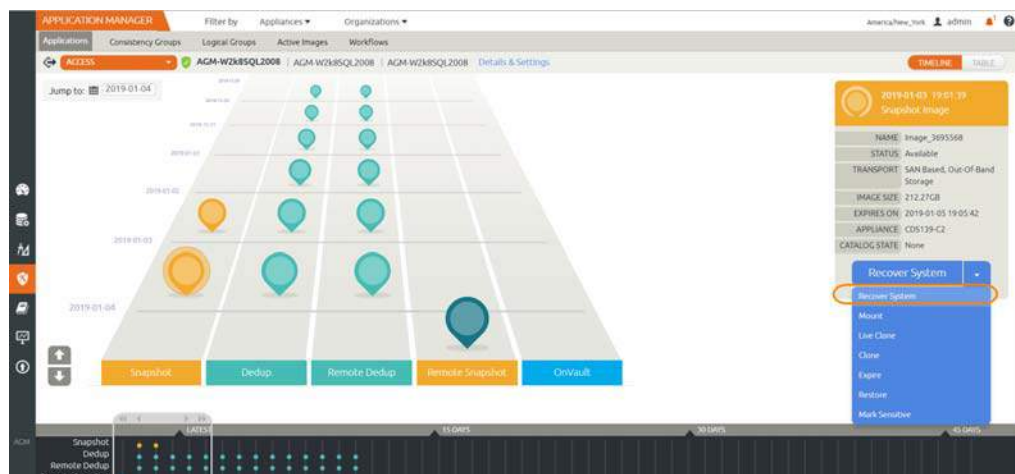 APPLICATION MANAGER
Filter by Appliances Organizations
America/New_York admin
Applications Consistency Groups Logical Groups Active Images Workflows
ACCESS AGM-W2k8SQL2008 | AGM-W2k8SQL2008 | AGM-W2k8SQL2008 Details & Settings
TIMELINE TABLE
Jump to: 2019-01-04
2019-01-02
2019-01-03
2019-01-04
Snapshot Dedup Remote Dedup Remote Snapshot OnVault
2019-01-03 19:01:39
Snapshot Image
NAME Image_3695568
STATUS Available
TRANSPORT SAN Based, Out-Of-Band
Storage
IMAGE SIZE 212.27GB
EXPIRES ON 2019-01-05 19:05:42
APPLIANCE CDS139-C2
CATALOG STATE None
Recover System
Recover System
Mount
Live Clone
Clone
Expire
Restore
Mark Sensitive
LATEST 15 DAYS 30 DAYS 45 DAYS
AGM
Snapshot
Dedup
Remote Dedup